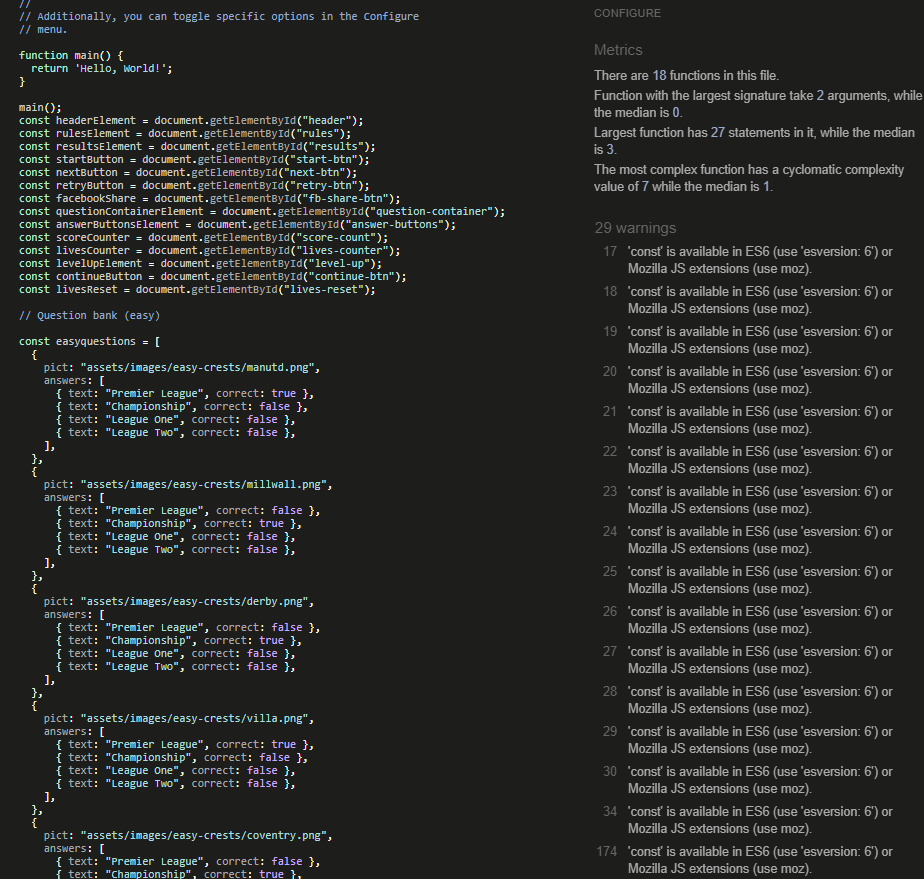 //
// Additionally, you can toggle specific options in the Configure
// menu.
function main() {
  return 'Hello, World!';
}
main();
const headerElement = document.getElementById("header");
const rulesElement = document.getElementById("rules");
const resultsElement = document.getElementById("results");
const startButton = document.getElementById("start-btn");
const nextButton = document.getElementById("next-btn");
const retryButton = document.getElementById("retry-btn");
const facebookShare = document.getElementById("fb-share-btn");
const questionContainerElement = document.getElementById("question-container");
const answerButtonsElement = document.getElementById("answer-buttons");
const scoreCounter = document.getElementById("score-count");
const livesCounter = document.getElementById("lives-counter");
const levelUpElement = document.getElementById("level-up");
const continueButton = document.getElementById("continue-btn");
const livesReset = document.getElementById("lives-reset");
// Question bank (easy)
const easyquestions = [
  {
    pict: "assets/images/easy-crests/manutd.png",
    answers: [
      { text: "Premier League", correct: true },
      { text: "Championship", correct: false },
      { text: "League One", correct: false },
      { text: "League Two", correct: false },
    ],
  },
  {
    pict: "assets/images/easy-crests/millwall.png",
    answers: [
      { text: "Premier League", correct: false },
      { text: "Championship", correct: true },
      { text: "League One", correct: false },
      { text: "League Two", correct: false },
    ],
  },
  {
    pict: "assets/images/easy-crests/derby.png",
    answers: [
      { text: "Premier League", correct: false },
      { text: "Championship", correct: true },
      { text: "League One", correct: false },
      { text: "League Two", correct: false },
    ],
  },
  {
    pict: "assets/images/easy-crests/villa.png",
    answers: [
      { text: "Premier League", correct: true },
      { text: "Championship", correct: false },
      { text: "League One", correct: false },
      { text: "League Two", correct: false },
    ],
  },
  {
    pict: "assets/images/easy-crests/coventry.png",
    answers: [
      { text: "Premier League", correct: false },
      { text: "Championship", correct: true },
CONFIGURE
Metrics
There are 18 functions in this file.
Function with the largest signature take 2 arguments, while
the median is 0.
Largest function has 27 statements in it, while the median
is 3.
The most complex function has a cyclomatic complexity
value of 7 while the median is 1.
29 warnings
17 'const' is available in ES6 (use 'esversion: 6') or
Mozilla JS extensions (use moz).
18 'const' is available in ES6 (use 'esversion: 6') or
Mozilla JS extensions (use moz).
19 'const' is available in ES6 (use 'esversion: 6') or
Mozilla JS extensions (use moz).
20 'const' is available in ES6 (use 'esversion: 6') or
Mozilla JS extensions (use moz).
21 'const' is available in ES6 (use 'esversion: 6') or
Mozilla JS extensions (use moz).
22 'const' is available in ES6 (use 'esversion: 6') or
Mozilla JS extensions (use moz).
23 'const' is available in ES6 (use 'esversion: 6') or
Mozilla JS extensions (use moz).
24 'const' is available in ES6 (use 'esversion: 6') or
Mozilla JS extensions (use moz).
25 'const' is available in ES6 (use 'esversion: 6') or
Mozilla JS extensions (use moz).
26 'const' is available in ES6 (use 'esversion: 6') or
Mozilla JS extensions (use moz).
27 'const' is available in ES6 (use 'esversion: 6') or
Mozilla JS extensions (use moz).
28 'const' is available in ES6 (use 'esversion: 6') or
Mozilla JS extensions (use moz).
29 'const' is available in ES6 (use 'esversion: 6') or
Mozilla JS extensions (use moz).
30 'const' is available in ES6 (use 'esversion: 6') or
Mozilla JS extensions (use moz).
34 'const' is available in ES6 (use 'esversion: 6') or
Mozilla JS extensions (use moz).
174 'const' is available in ES6 (use 'esversion: 6') or
Mozilla JS extensions (use moz).